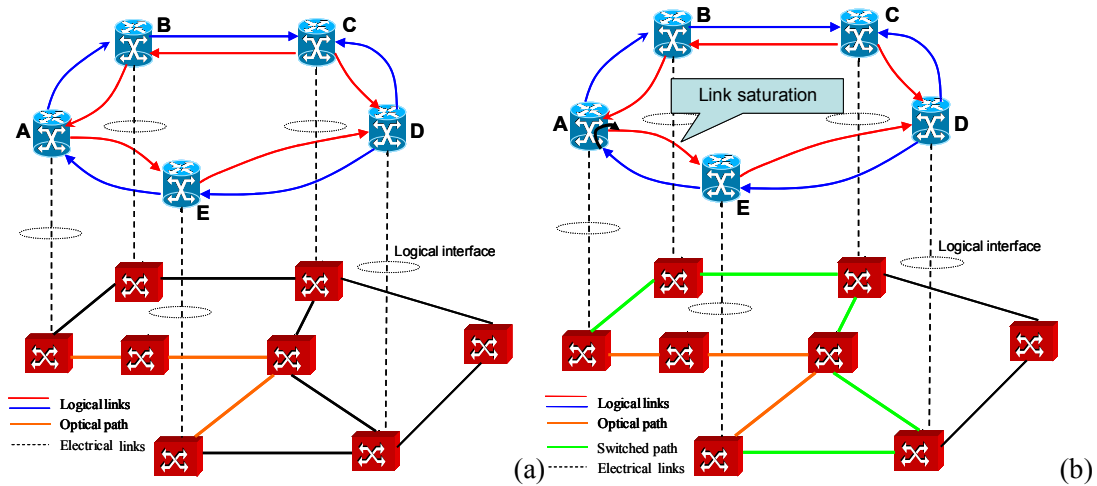 B
C
A
D
E
Logical interface
Logical links
Optical path
Electrical links
(a)
B
C
Link saturation
A
D
E
Logical interface
Logical links
Optical path
Switched path
Electrical links
(b)